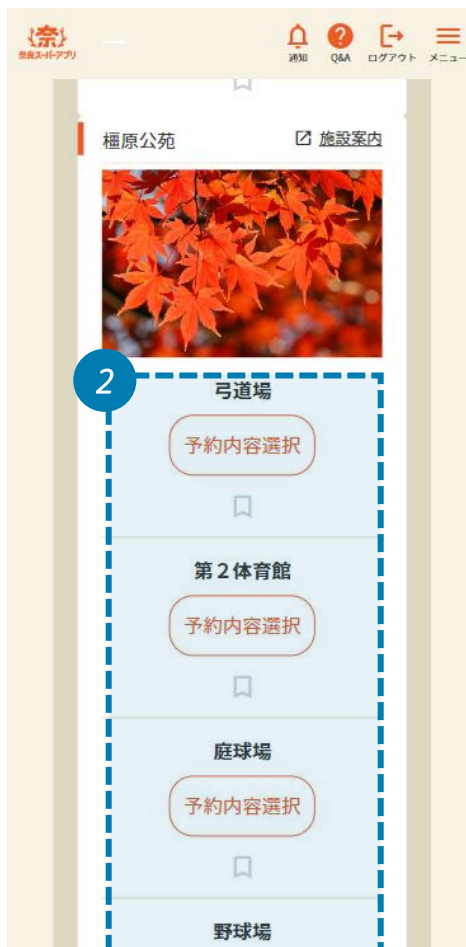 奈
奈良スーパーアプリ
通知
Q&A
ログアウト
メニュー
橿原公苑
施設案内
2
弓道場
予約内容選択
第２体育館
予約内容選択
庭球場
予約内容選択
野球場